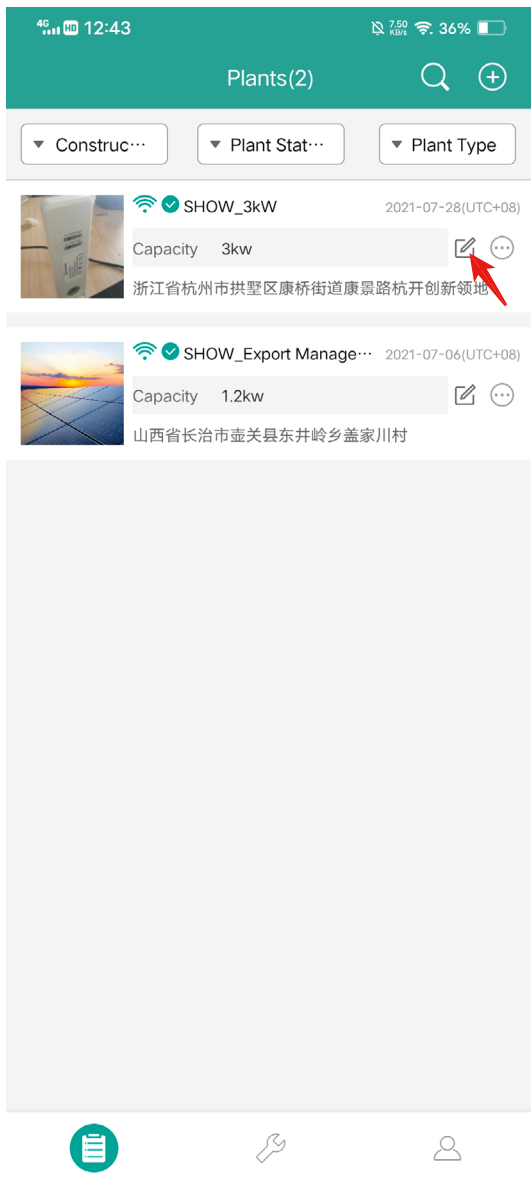 4G HD 12:43 7.50 KB/s 36%
Plants(2)
Construc··· Plant Stat··· Plant Type
SHOW_3kW 2021-07-28(UTC+08)
Capacity 3kw
浙江省杭州市拱墅区康桥街道康景路杭开创新领地
SHOW_Export Manage··· 2021-07-06(UTC+08)
Capacity 1.2kw
山西省长治市壶关县东井岭乡盖家川村